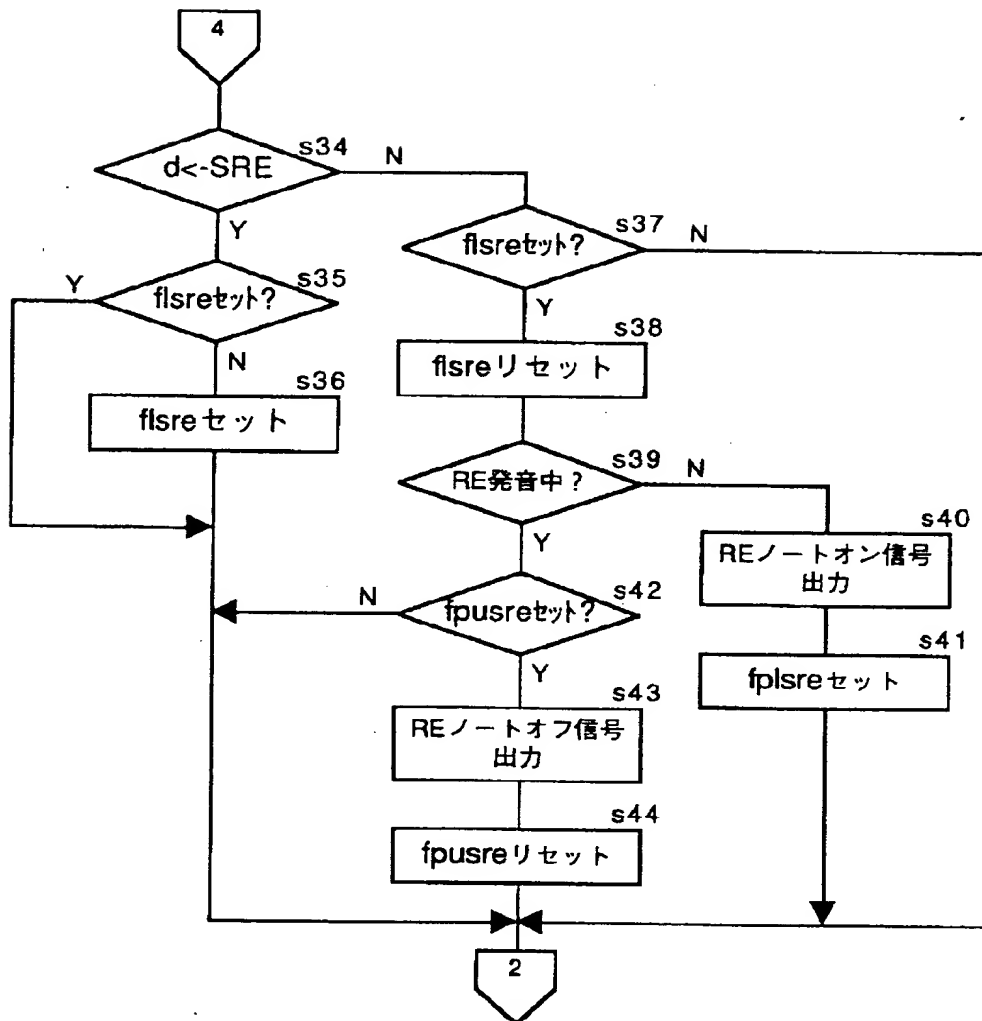 4
s34
d<-SRE
N
Y
s37
flsreセット?
N
Y
s35
flsreセット?
Y
N
s36
flsreセット
s38
flsreリセット
s39
RE発音中?
N
Y
s40
REノートオン信号
出力
s42
fpusreセット?
N
Y
s41
fplsreセット
s43
REノートオフ信号
出力
s44
fpusreリセット
2